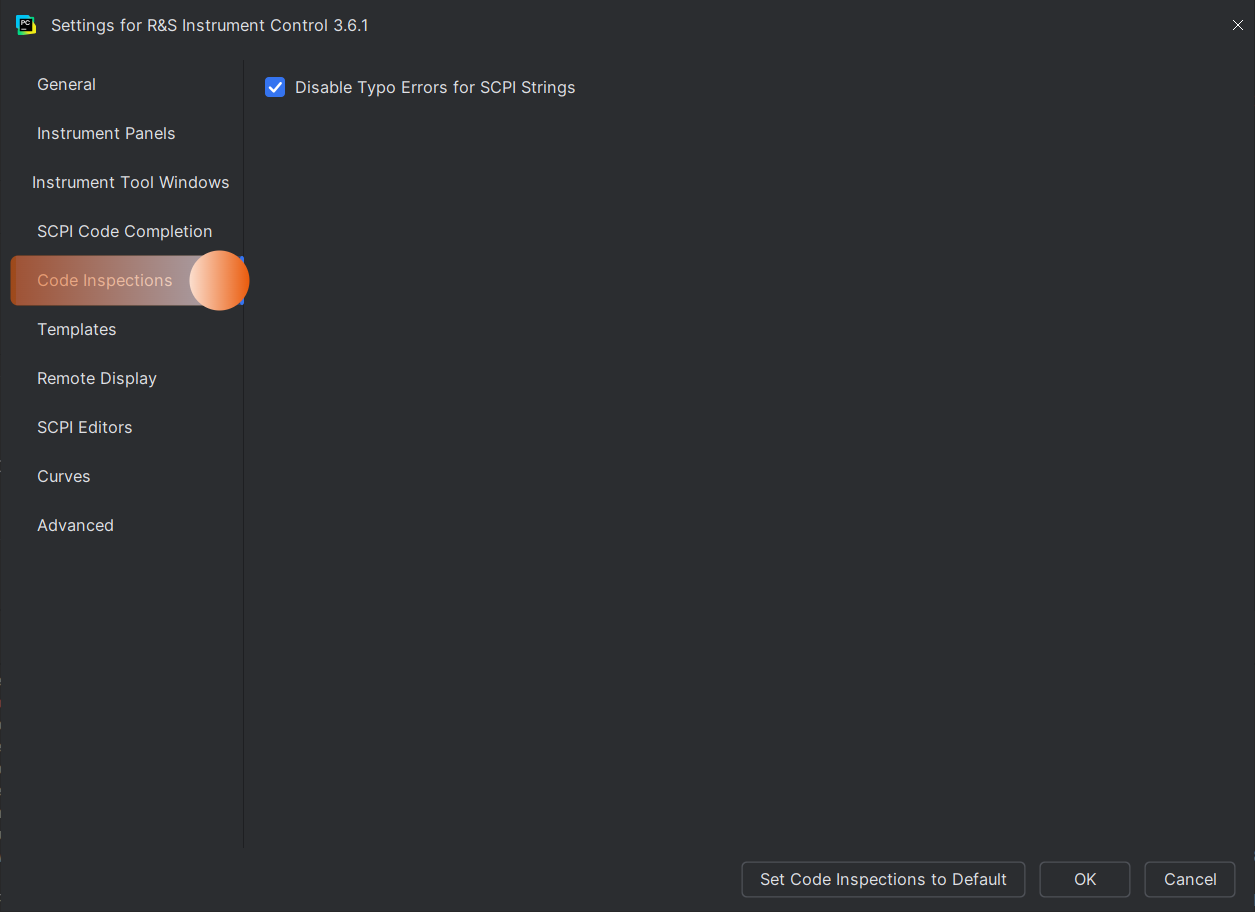 Settings for R&S Instrument Control 3.6.1
General
Instrument Panels
Instrument Tool Windows
SCPI Code Completion
Code Inspections
Templates
Remote Display
SCPI Editors
Curves
Advanced
Disable Typo Errors for SCPI Strings
Set Code Inspections to Default
OK
Cancel